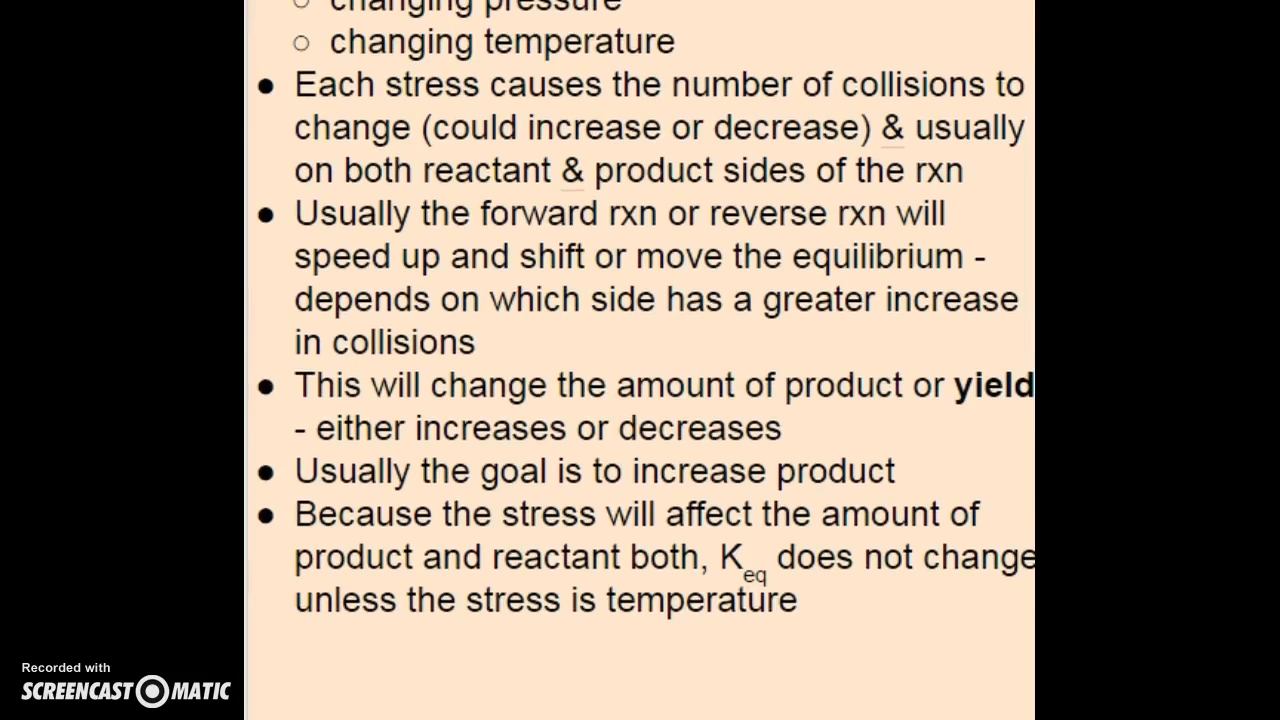 ○ changing pressure
○ changing temperature
● Each stress causes the number of collisions to
change (could increase or decrease) & usually
on both reactant & product sides of the rxn
● Usually the forward rxn or reverse rxn will
speed up and shift or move the equilibrium -
depends on which side has a greater increase
in collisions
● This will change the amount of product or yield
- either increases or decreases
● Usually the goal is to increase product
● Because the stress will affect the amount of
product and reactant both, Keq does not change
unless the stress is temperature
Recorded with
SCREENCAST O MATIC